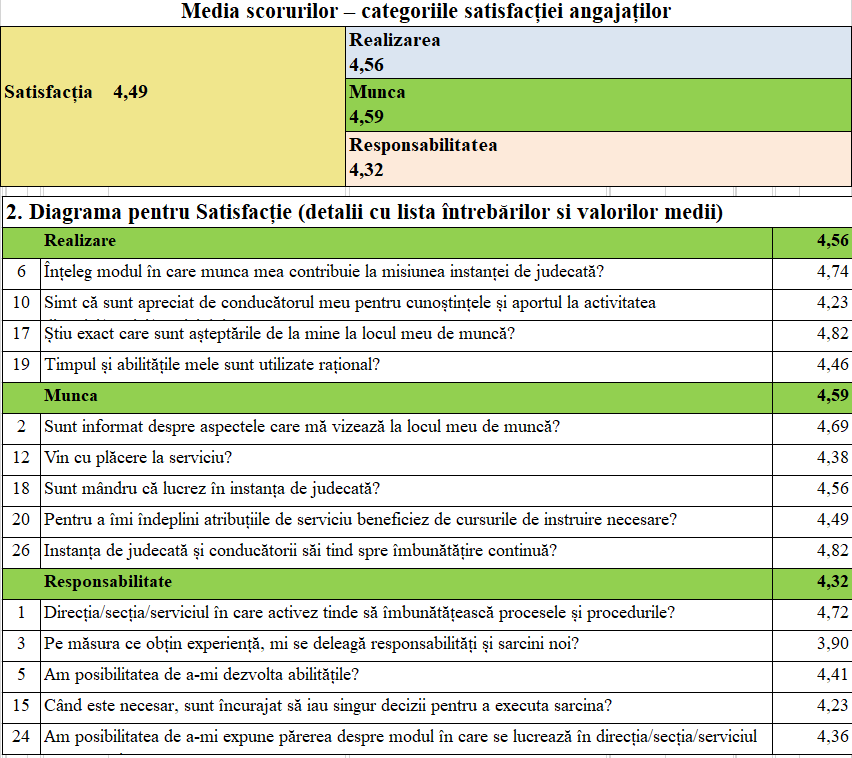 Media scorurilor – categoriile satisfacției angajaților
Satisfacția 4,49
Realizarea
4,56
Munca
4,59
Responsabilitatea
4,32
2. Diagrama pentru Satisfacție (detalii cu lista întrebărilor si valorilor medii)
Realizare 4,56
6 Înțeleg modul în care munca mea contribuie la misiunea instanței de judecată? 4,74
10 Simt că sunt apreciat de conducătorul meu pentru cunoștințele și aportul la activitatea 4,23
17 Știu exact care sunt așteptările de la mine la locul meu de muncă? 4,82
19 Timpul și abilitățile mele sunt utilizate rațional? 4,46
Munca 4,59
2 Sunt informat despre aspectele care mă vizează la locul meu de muncă? 4,69
12 Vin cu plăcere la serviciu? 4,38
18 Sunt mândru că lucrez în instanța de judecată? 4,56
20 Pentru a îmi îndeplini atribuțiile de serviciu beneficiez de cursurile de instruire necesare? 4,49
26 Instanța de judecată și conducătorii săi tind spre îmbunătățire continuă? 4,82
Responsabilitate 4,32
1 Direcția/secția/serviciul în care activez tinde să îmbunătățească procesele și procedurile? 4,72
3 Pe măsura ce obțin experiență, mi se deleagă responsabilități și sarcini noi? 3,90
5 Am posibilitatea de a-mi dezvolta abilitățile? 4,41
15 Când este necesar, sunt încurajat să iau singur decizii pentru a executa sarcina? 4,23
24 Am posibilitatea de a-mi expune părerea despre modul în care se lucrează în direcția/secția/serviciul 4,36